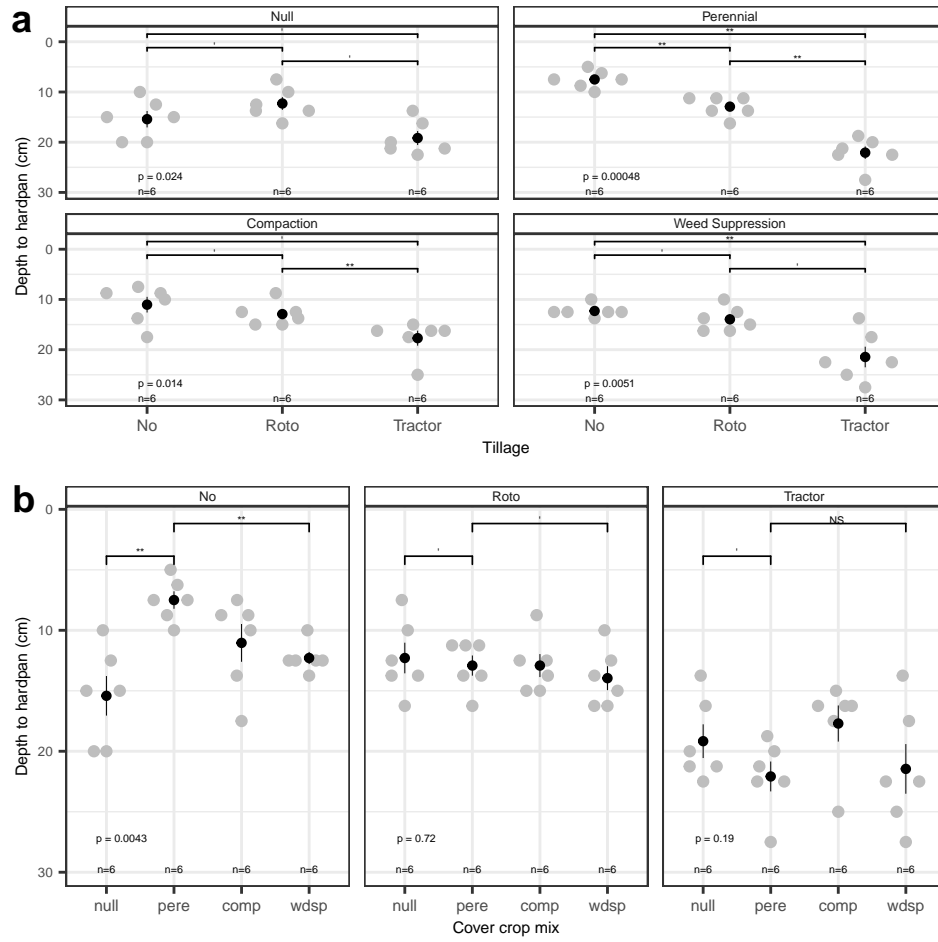 a
Null
Perennial
Depth to hardpan (cm)
0
10
20
30
'
'
'
p = 0.024
n=6
n=6
n=6
**
**
**
p = 0.00048
n=6
n=6
n=6
Compaction
Weed Suppression
0
10
20
30
'
'
**
p = 0.014
n=6
n=6
n=6
**
'
'
p = 0.0051
n=6
n=6
n=6
No
Roto
Tractor
No
Roto
Tractor
Tillage
b
No
Roto
Tractor
Depth to hardpan (cm)
0
10
20
30
**
**
p = 0.0043
n=6
n=6
n=6
n=6
'
'
p = 0.72
n=6
n=6
n=6
n=6
NS
'
p = 0.19
n=6
n=6
n=6
n=6
null
pere
comp
wdsp
null
pere
comp
wdsp
null
pere
comp
wdsp
Cover crop mix